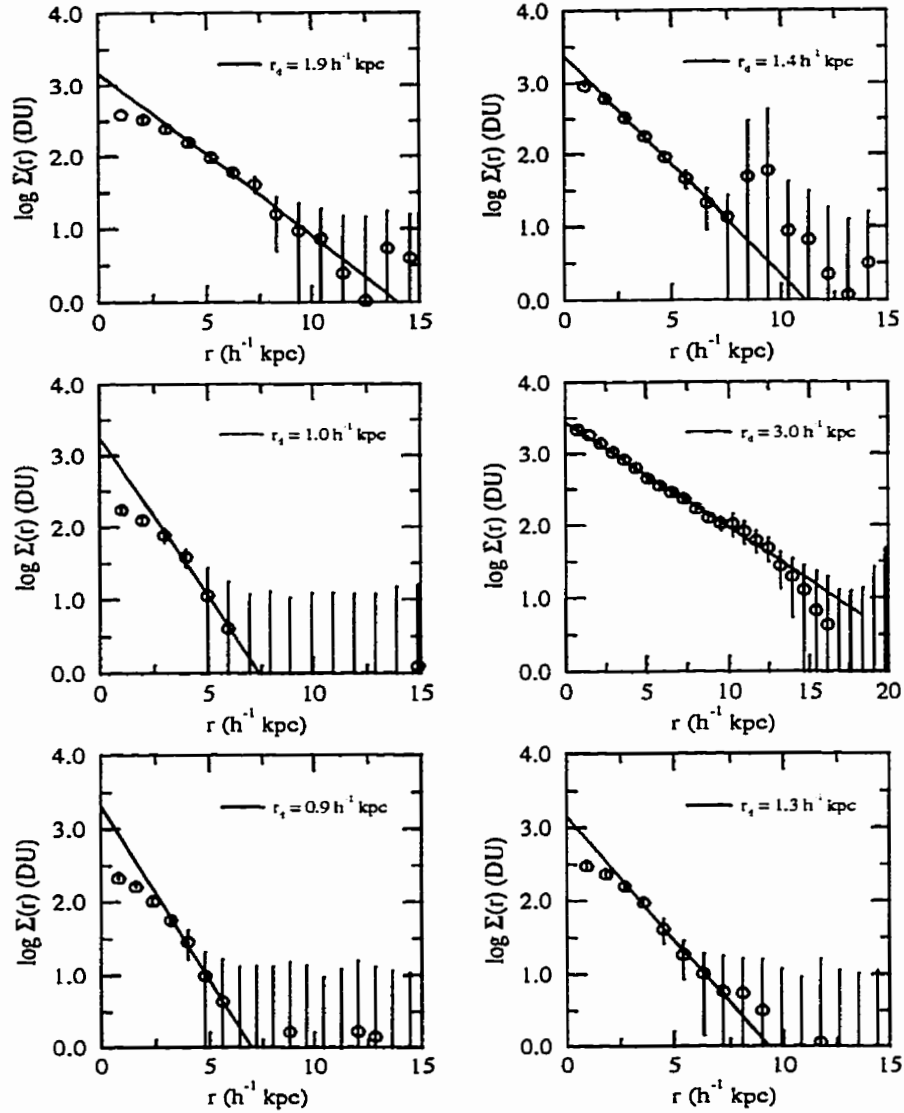 4.0 3.0 2.0 1.0 0.0
log Σ(r) (DU)
r_d = 1.9 h⁻¹ kpc
0 5 10 15
r (h⁻¹ kpc)
4.0 3.0 2.0 1.0 0.0
log Σ(r) (DU)
r_d = 1.4 h⁻¹ kpc
0 5 10 15
r (h⁻¹ kpc)
4.0 3.0 2.0 1.0 0.0
log Σ(r) (DU)
r_d = 1.0 h⁻¹ kpc
0 5 10 15
r (h⁻¹ kpc)
4.0 3.0 2.0 1.0 0.0
log Σ(r) (DU)
r_d = 3.0 h⁻¹ kpc
0 5 10 15 20
r (h⁻¹ kpc)
4.0 3.0 2.0 1.0 0.0
log Σ(r) (DU)
r_d = 0.9 h⁻¹ kpc
0 5 10 15
r (h⁻¹ kpc)
4.0 3.0 2.0 1.0 0.0
log Σ(r) (DU)
r_d = 1.3 h⁻¹ kpc
0 5 10 15
r (h⁻¹ kpc)